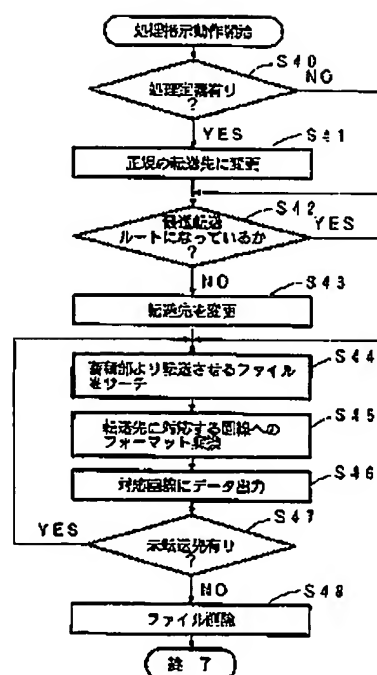 処理指示動作開始
S40
NO
処理定義有り
?
YES
S41
正規の転送先に変更
S42
最適転送
ルートになっているか
?
YES
NO
S43
転送先を変更
S44
蓄積部より転送させるファイル
をサーチ
S45
転送先に対応する回線への
フォーマット変換
S46
対応回線にデータ出力
S47
YES
転送先有り
?
NO
S48
ファイル削除
終了